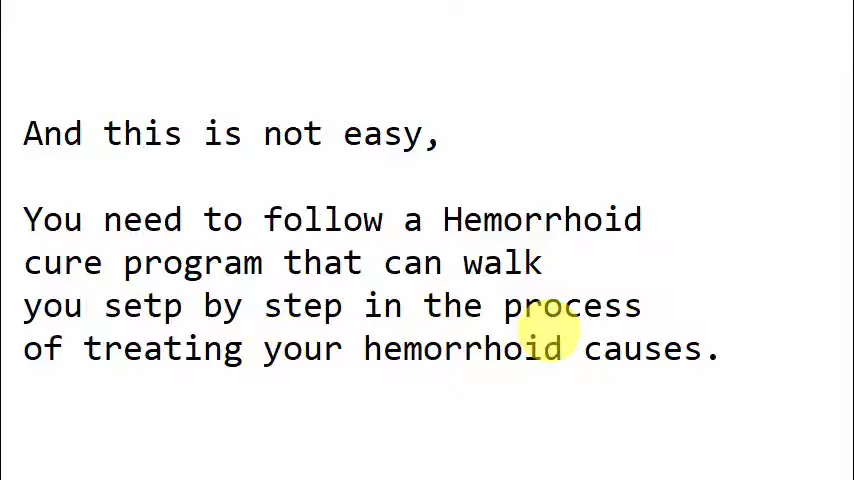 And this is not easy,
You need to follow a Hemorrhoid
cure program that can walk
you setp by step in the process
of treating your hemorrhoid causes.